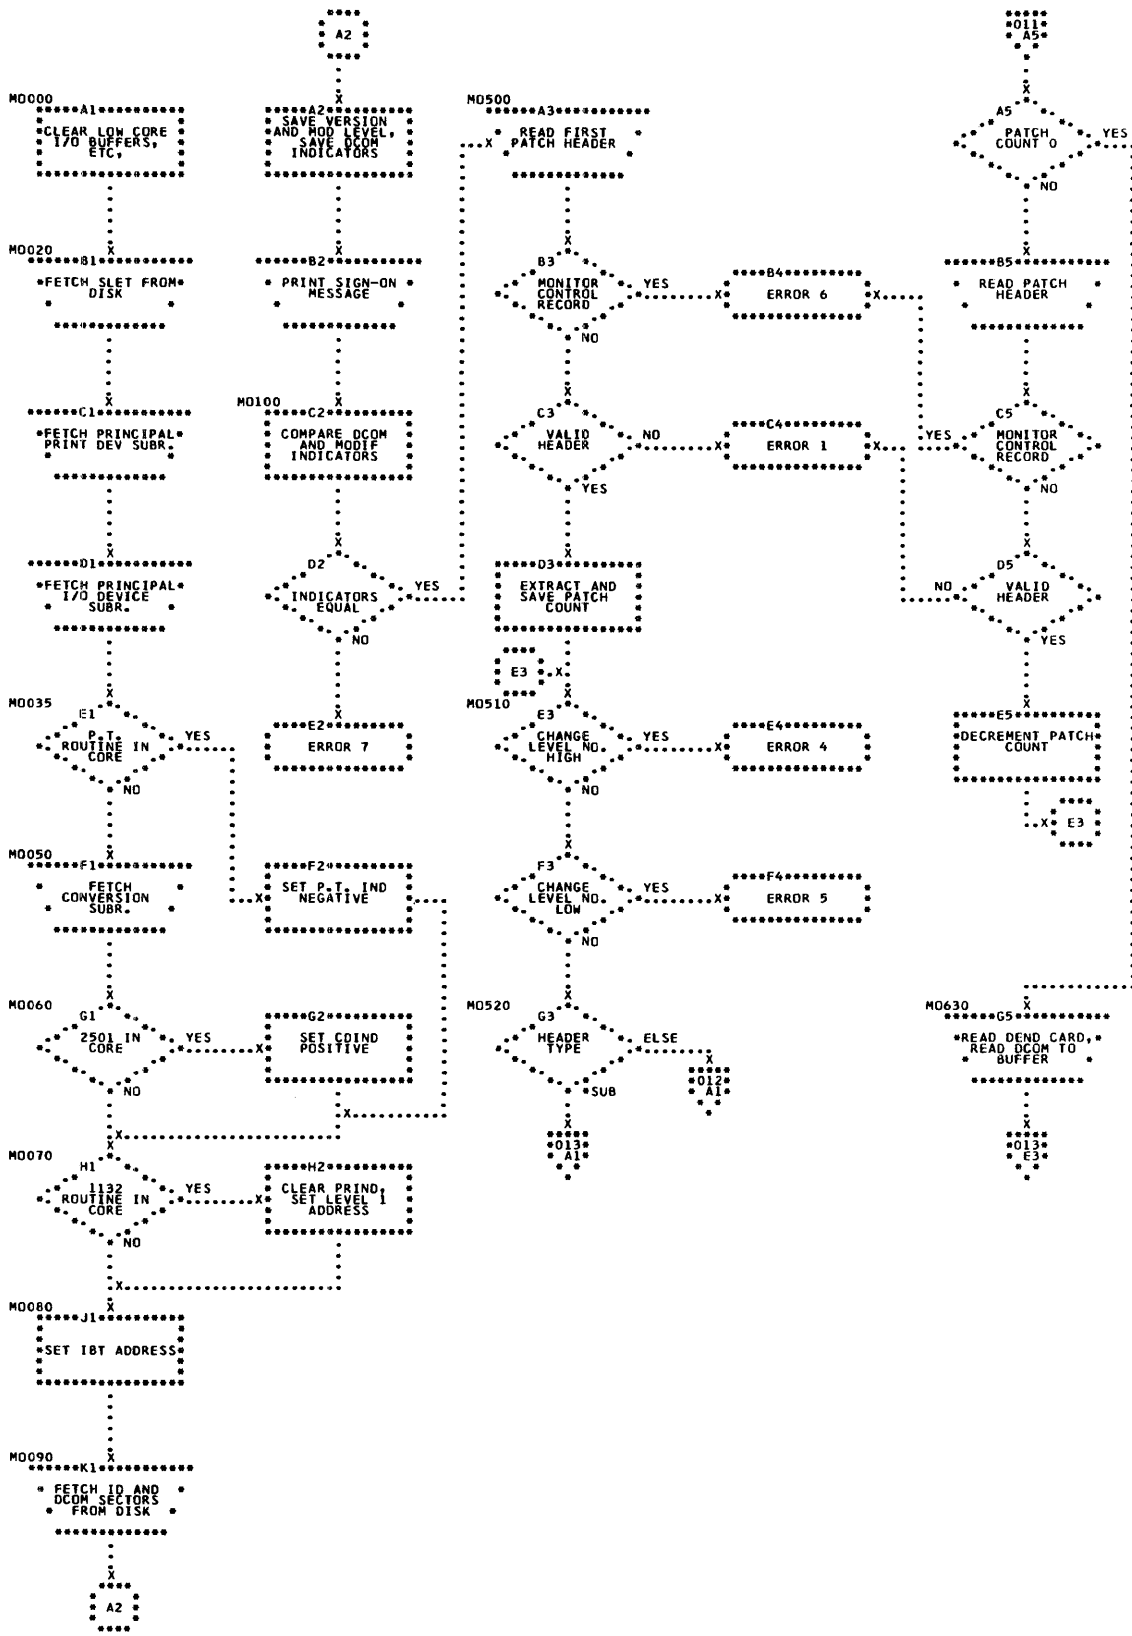 A2
M0000
A1
CLEAR LOW CORE
I/O BUFFERS,
ETC,
M0020
B1
FETCH SLET FROM
DISK
C1
FETCH PRINCIPAL
PRINT DEV SUBR.
D1
FETCH PRINCIPAL
I/O DEVICE
SUBR.
M0035
E1
P.T.
ROUTINE IN
CORE
YES
NO
M0050
F1
FETCH
CONVERSION
SUBR.
M0060
G1
2501 IN
CORE
YES
NO
M0070
H1
1132
ROUTINE IN
CORE
YES
NO
M0080
J1
SET IBT ADDRESS
M0090
K1
FETCH ID AND
DCOM SECTORS
FROM DISK
A2
A2
SAVE VERSION
AND MOD LEVEL,
SAVE DCOM
INDICATORS
B2
PRINT SIGN-ON
MESSAGE
M0100
C2
COMPARE DCOM
AND MODIF
INDICATORS
D2
INDICATORS
EQUAL
YES
NO
E2
ERROR 7
F2
SET P.T. IND
NEGATIVE
G2
SET CDIND
POSITIVE
H2
CLEAR PRIND,
SET LEVEL 1
ADDRESS
M0500
A3
READ FIRST
PATCH HEADER
B3
MONITOR
CONTROL
RECORD
YES
NO
C3
VALID
HEADER
NO
YES
D3
EXTRACT AND
SAVE PATCH
COUNT
E3
M0510
E3
CHANGE
LEVEL NO.
HIGH
YES
NO
F3
CHANGE
LEVEL NO.
LOW
YES
NO
M0520
G3
HEADER
TYPE
ELSE
SUB
012
A1
013
A1
B4
ERROR 6
C4
ERROR 1
E4
ERROR 4
F4
ERROR 5
011
A5
A5
PATCH
COUNT 0
YES
NO
B5
READ PATCH
HEADER
C5
MONITOR
CONTROL
RECORD
YES
NO
D5
VALID
HEADER
NO
YES
E5
DECREMENT PATCH
COUNT
E3
M0630
G5
READ DEND CARD,
READ DCOM TO
BUFFER
013
E3